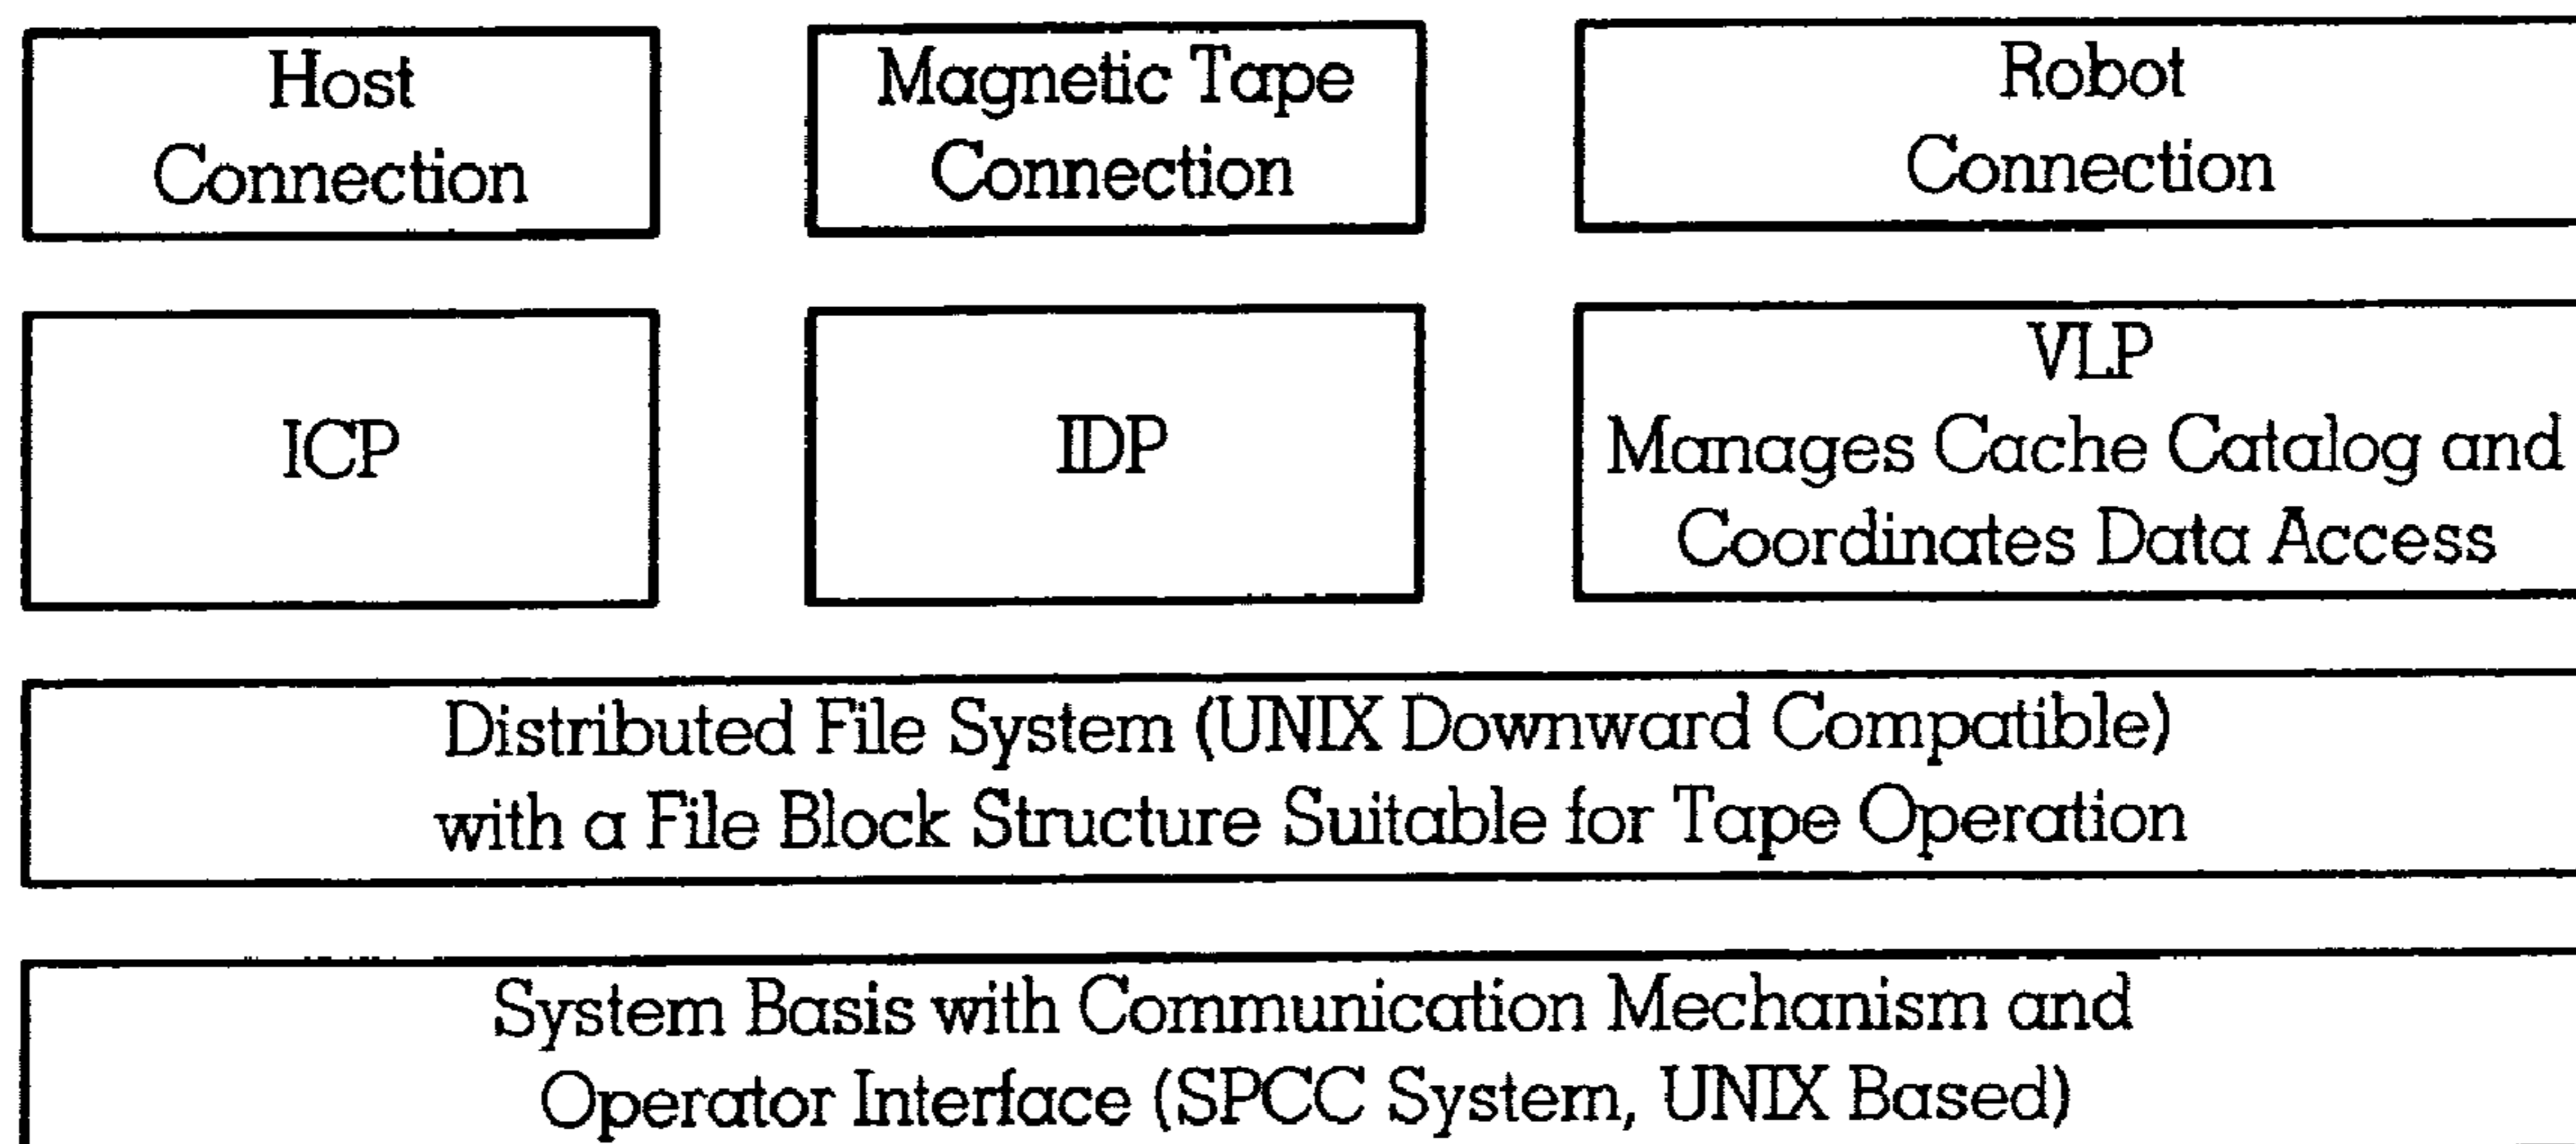 Host
Connection
Magnetic Tape
Connection
Robot
Connection
ICP
IDP
VLP
Manages Cache Catalog and
Coordinates Data Access
Distributed File System (UNIX Downward Compatible)
with a File Block Structure Suitable for Tape Operation
System Basis with Communication Mechanism and
Operator Interface (SPCC System, UNIX Based)